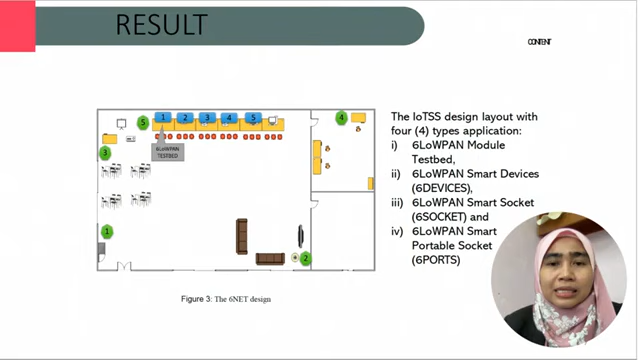 RESULT
CONTENT
5
1 2 3 4 5
4
6LoWPAN
TESTBED
3
1
2
The IoTSS design layout with
four (4) types application:
i) 6LoWPAN Module
Testbed,
ii) 6LoWPAN Smart Devices
(6DEVICES),
iii) 6LoWPAN Smart Socket
(6SOCKET) and
iv) 6LoWPAN Smart
Portable Socket
(6PORTS)
Figure 3: The 6NET design